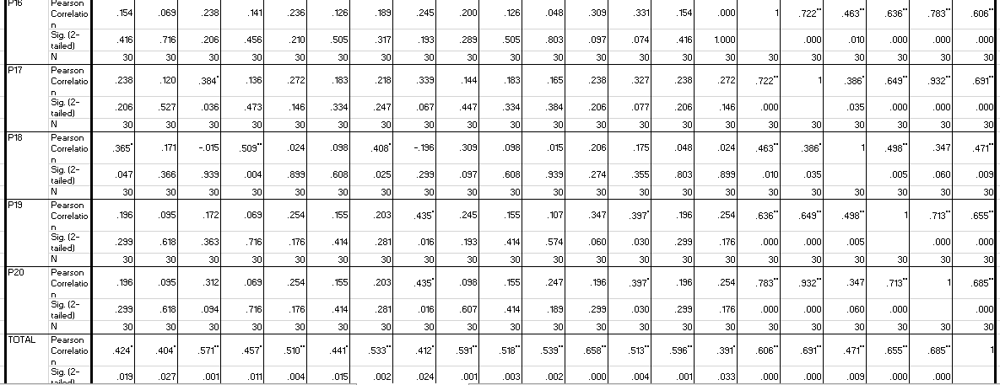 P16 Pearson Correlatio n .154 .069 .238 .141 .236 .126 .189 .245 .200 .126 .048 .309 .331 .154 .000 1 .722** .463** .636** .783** .606**
Sig. (2-tailed) .416 .716 .206 .456 .210 .505 .317 .193 .289 .505 .803 .097 .074 .416 1.000 .000 .010 .000 .000 .000
N 30 30 30 30 30 30 30 30 30 30 30 30 30 30 30 30 30 30 30 30 30
P17 Pearson Correlatio n .238 .120 .384* .136 .272 .183 .218 .339 .144 .183 .165 .238 .327 .238 .272 .722** 1 .386* .649** .932** .691**
Sig. (2-tailed) .206 .527 .036 .473 .146 .334 .247 .067 .447 .334 .384 .206 .077 .206 .146 .000 .035 .000 .000 .000
N 30 30 30 30 30 30 30 30 30 30 30 30 30 30 30 30 30 30 30 30 30
P18 Pearson Correlatio n .365* .171 -.015 .509** .024 .098 .408* -.196 .309 .098 .015 .206 .175 .048 .024 .463** .386* 1 .498** .347 .471**
Sig. (2-tailed) .047 .366 .939 .004 .899 .608 .025 .299 .097 .608 .939 .274 .355 .803 .899 .010 .035 .005 .060 .009
N 30 30 30 30 30 30 30 30 30 30 30 30 30 30 30 30 30 30 30 30 30
P19 Pearson Correlatio n .196 .095 .172 .069 .254 .155 .203 .435* .245 .155 .107 .347 .397* .196 .254 .636** .649** .498** 1 .713** .655**
Sig. (2-tailed) .299 .618 .363 .716 .176 .414 .281 .016 .193 .414 .574 .060 .030 .299 .176 .000 .000 .005 .000 .000
N 30 30 30 30 30 30 30 30 30 30 30 30 30 30 30 30 30 30 30 30 30
P20 Pearson Correlatio n .196 .095 .312 .069 .254 .155 .203 .435* .098 .155 .247 .196 .397* .196 .254 .783** .932** .347 .713** 1 .685**
Sig. (2-tailed) .299 .618 .094 .716 .176 .414 .281 .016 .607 .414 .189 .299 .030 .299 .176 .000 .000 .060 .000 .000
N 30 30 30 30 30 30 30 30 30 30 30 30 30 30 30 30 30 30 30 30 30
TOTAL Pearson Correlatio n .424* .404* .571** .457* .510** .441* .533** .412* .591** .518** .539** .658** .513** .596** .391* .606** .691** .471** .655** .685** 1
Sig. (2-tailed) .019 .027 .001 .011 .004 .015 .002 .024 .001 .003 .002 .000 .004 .001 .033 .000 .000 .009 .000 .000